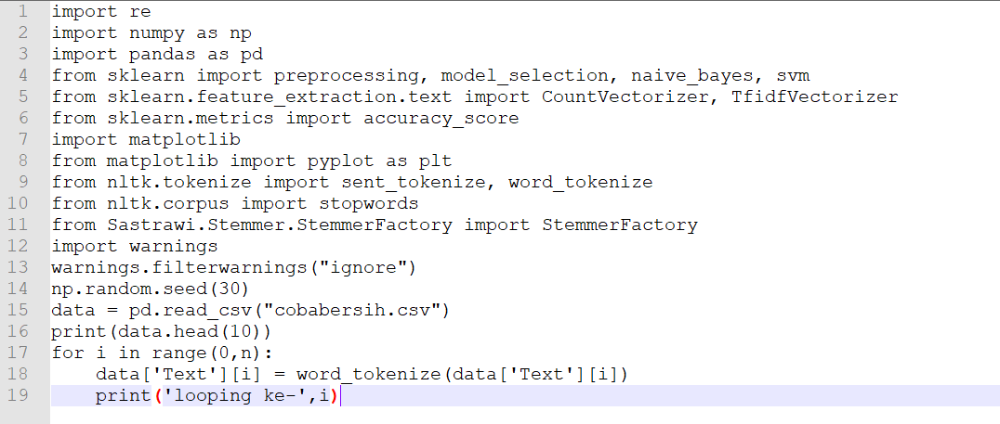 1 import re
2 import numpy as np
3 import pandas as pd
4 from sklearn import preprocessing, model_selection, naive_bayes, svm
5 from sklearn.feature_extraction.text import CountVectorizer, TfidfVectorizer
6 from sklearn.metrics import accuracy_score
7 import matplotlib
8 from matplotlib import pyplot as plt
9 from nltk.tokenize import sent_tokenize, word_tokenize
10 from nltk.corpus import stopwords
11 from Sastrawi.Stemmer.StemmerFactory import StemmerFactory
12 import warnings
13 warnings.filterwarnings("ignore")
14 np.random.seed(30)
15 data = pd.read_csv("cobabersih.csv")
16 print(data.head(10))
17 for i in range(0,n):
18     data['Text'][i] = word_tokenize(data['Text'][i])
19     print('looping ke-',i)